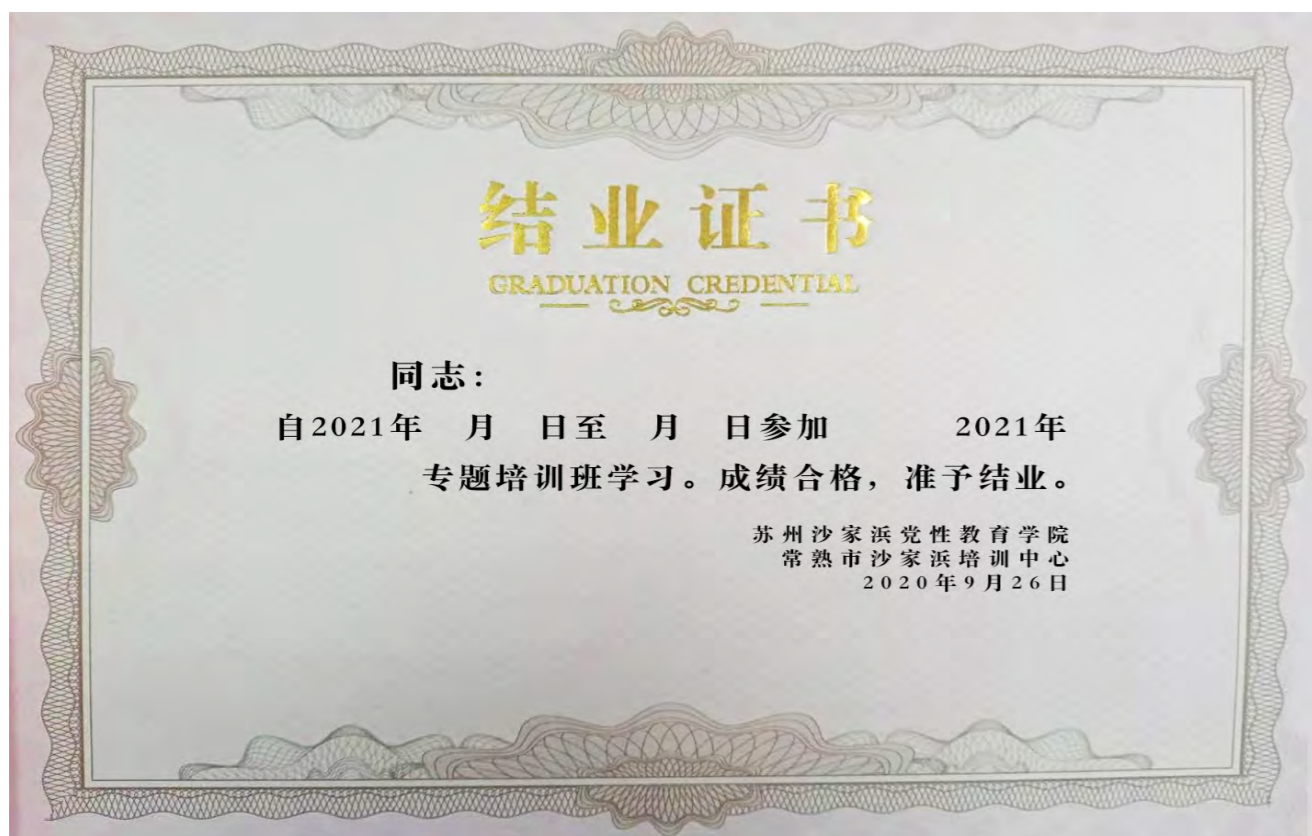 结业证书
GRADUATION CREDENTIAL
同志：
自2021年 月 日至 月 日参加 2021年
专题培训班学习。成绩合格，准予结业。
苏州沙家浜党性教育学院
常熟市沙家浜培训中心
2020年9月26日